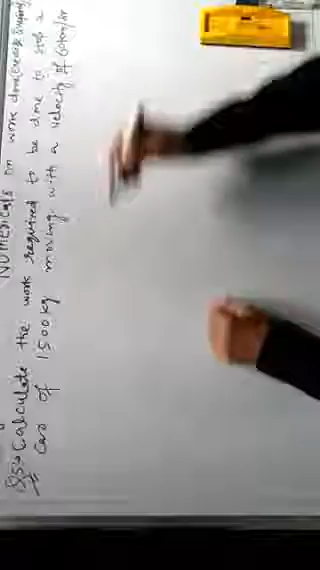 NUMERICALS on work done (Energy)
Q5. Calculate the work required to be done to stop a
car of 1500kg moving with a velocity of 60km/hr